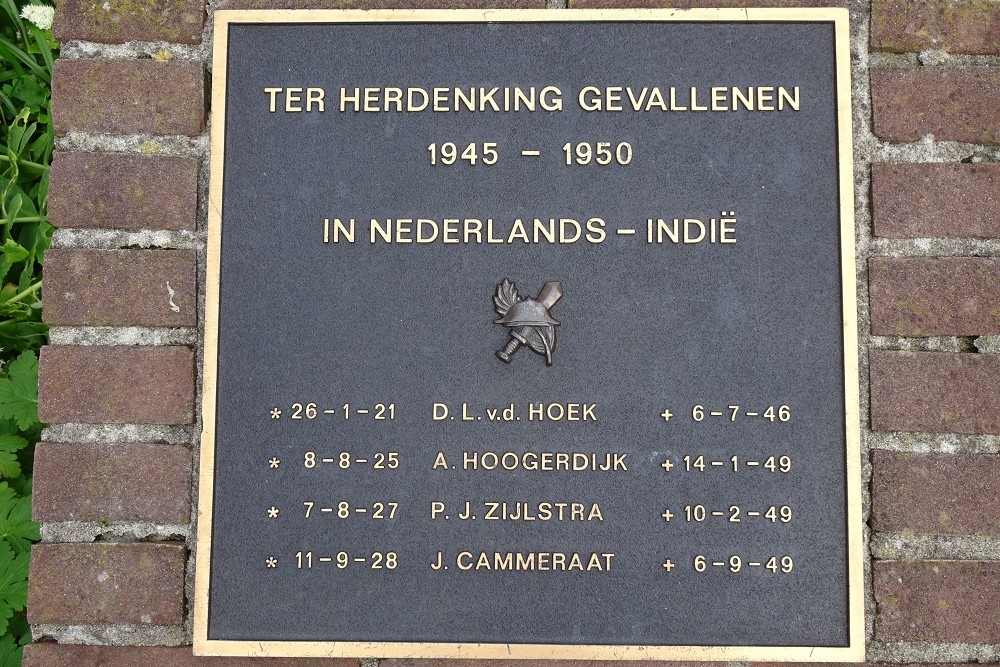 TER HERDENKING GEVALLENEN
1945 – 1950
IN NEDERLANDS – INDIË
* 26-1-21 D. L. v.d. HOEK + 6-7-46
* 8-8-25 A. HOOGERDIJK + 14-1-49
* 7-8-27 P. J. ZIJLSTRA + 10-2-49
* 11-9-28 J. CAMMERAAT + 6-9-49